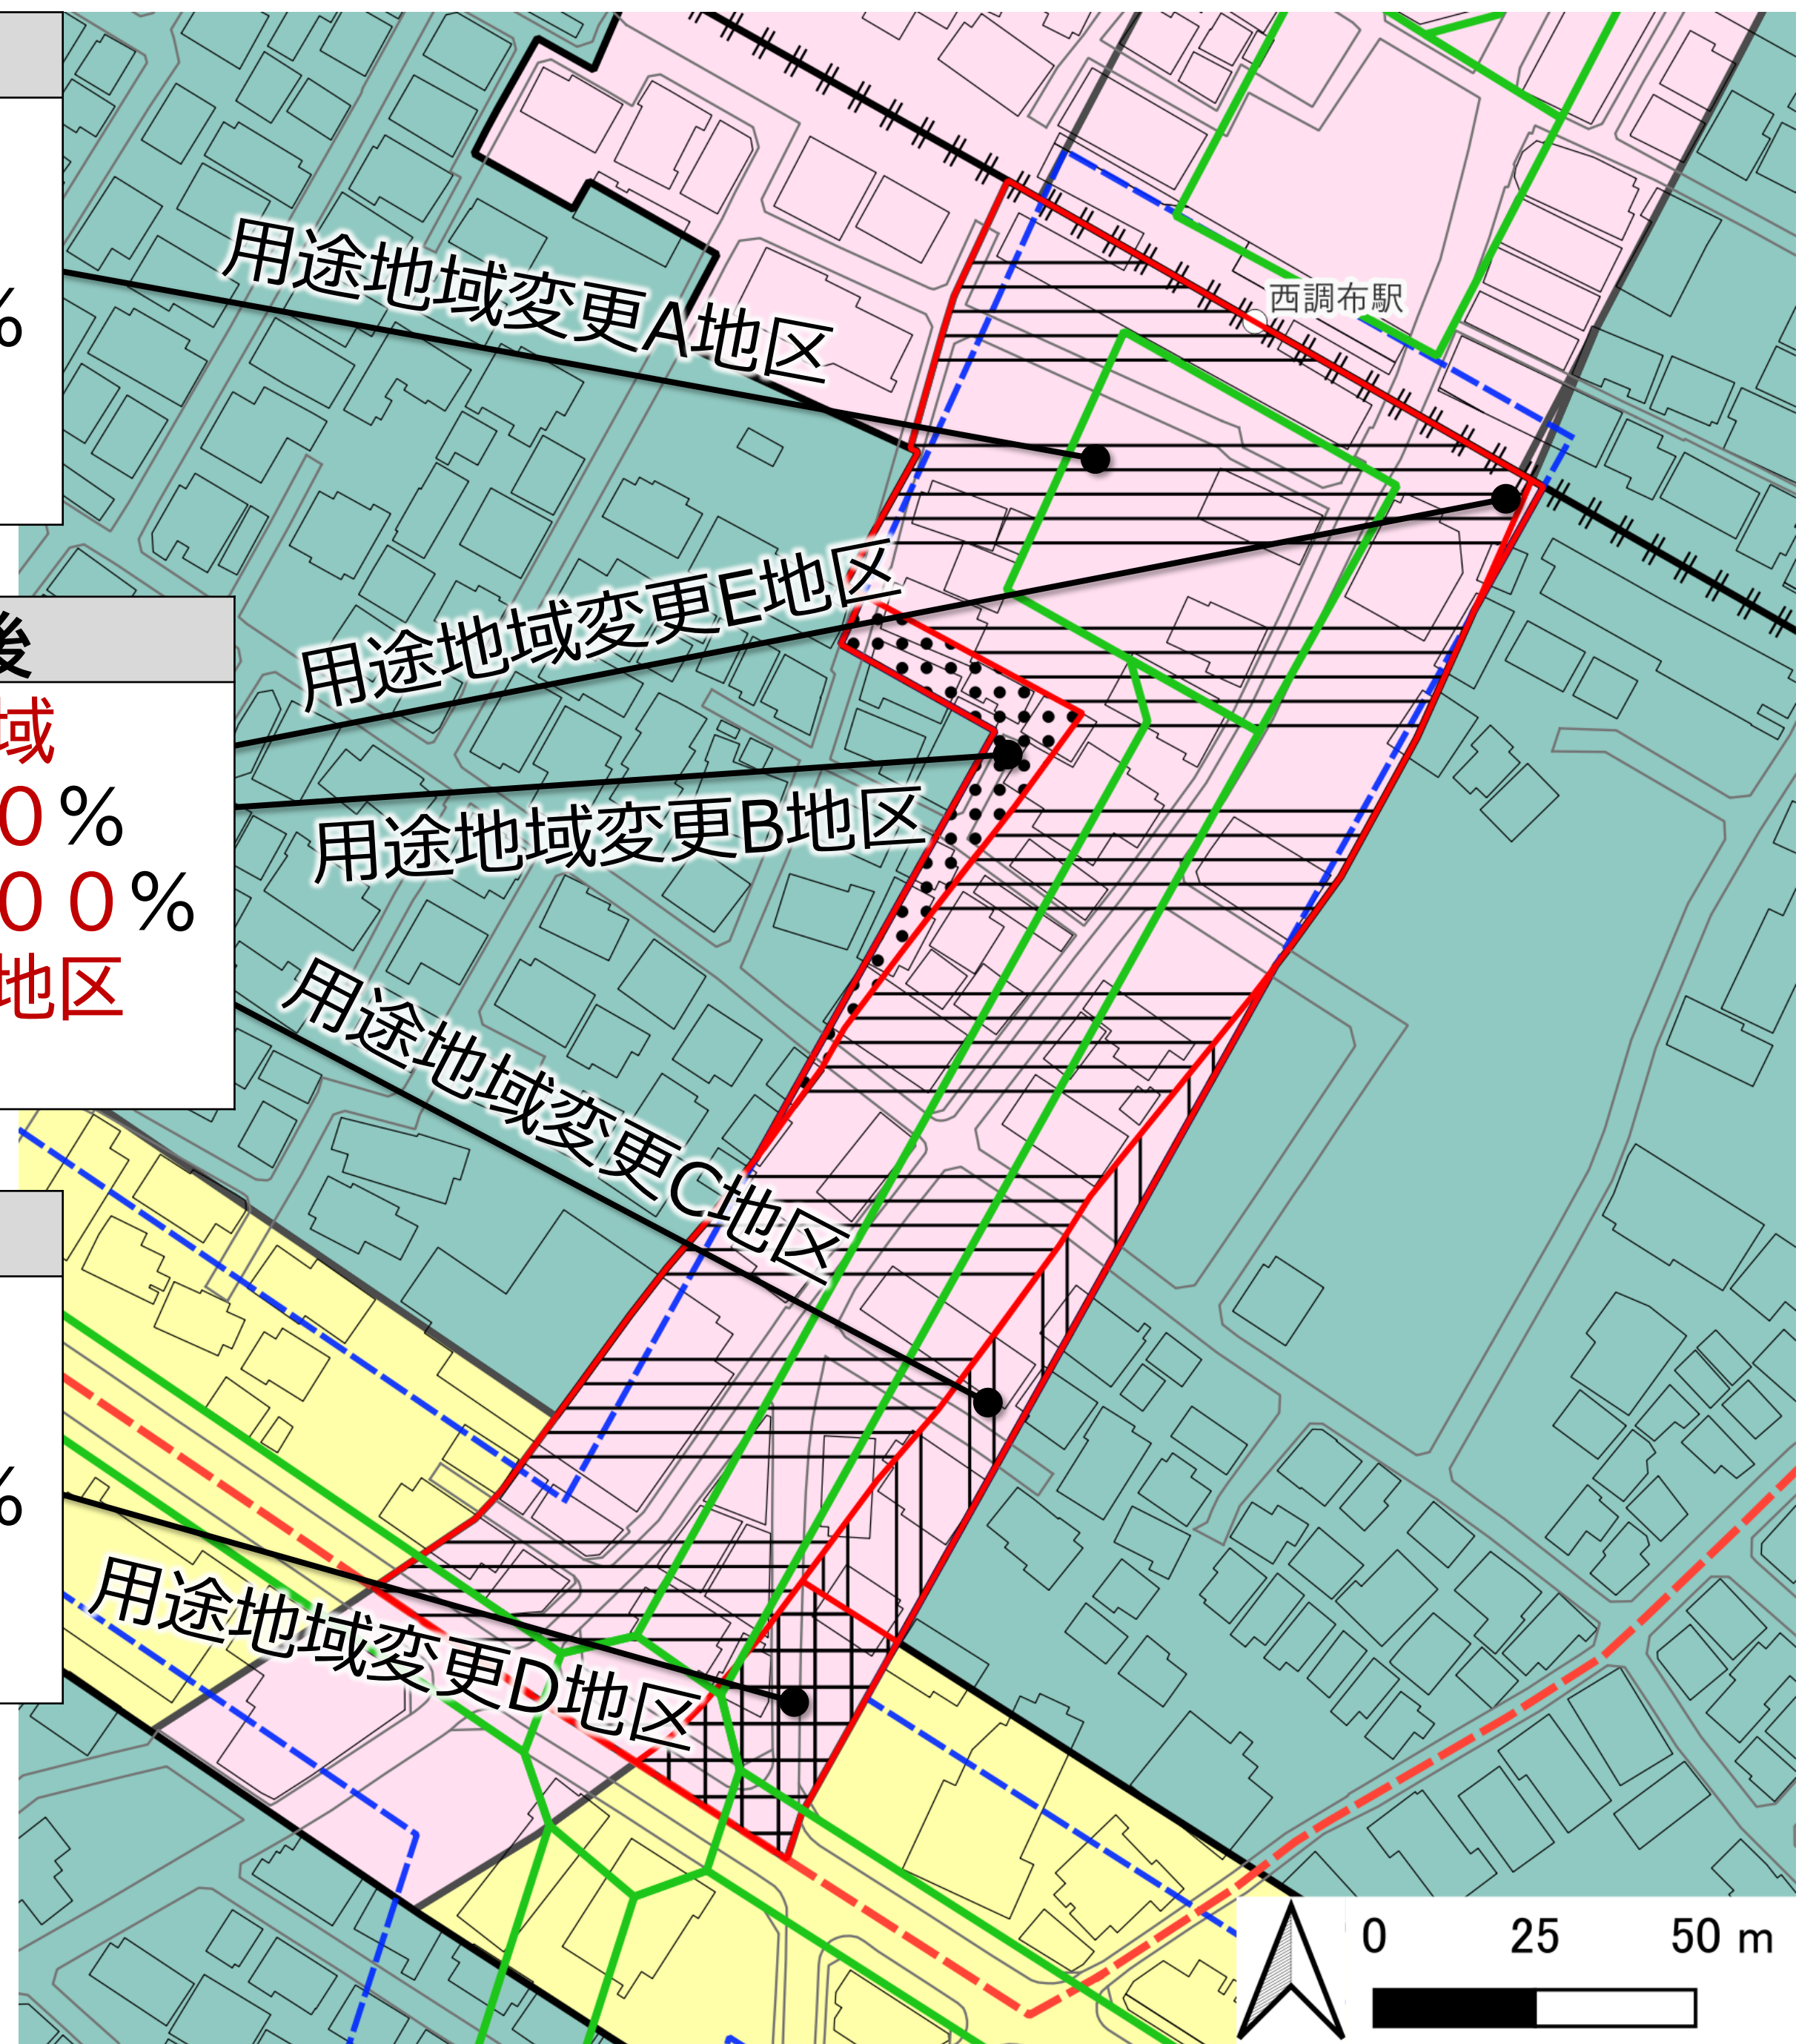 用途地域変更A地区
西調布駅
%
用途地域変更E地区
後
域
0%
00%
地区
用途地域変更B地区
用途地域変更C地区
%
用途地域変更D地区
0 25 50 m